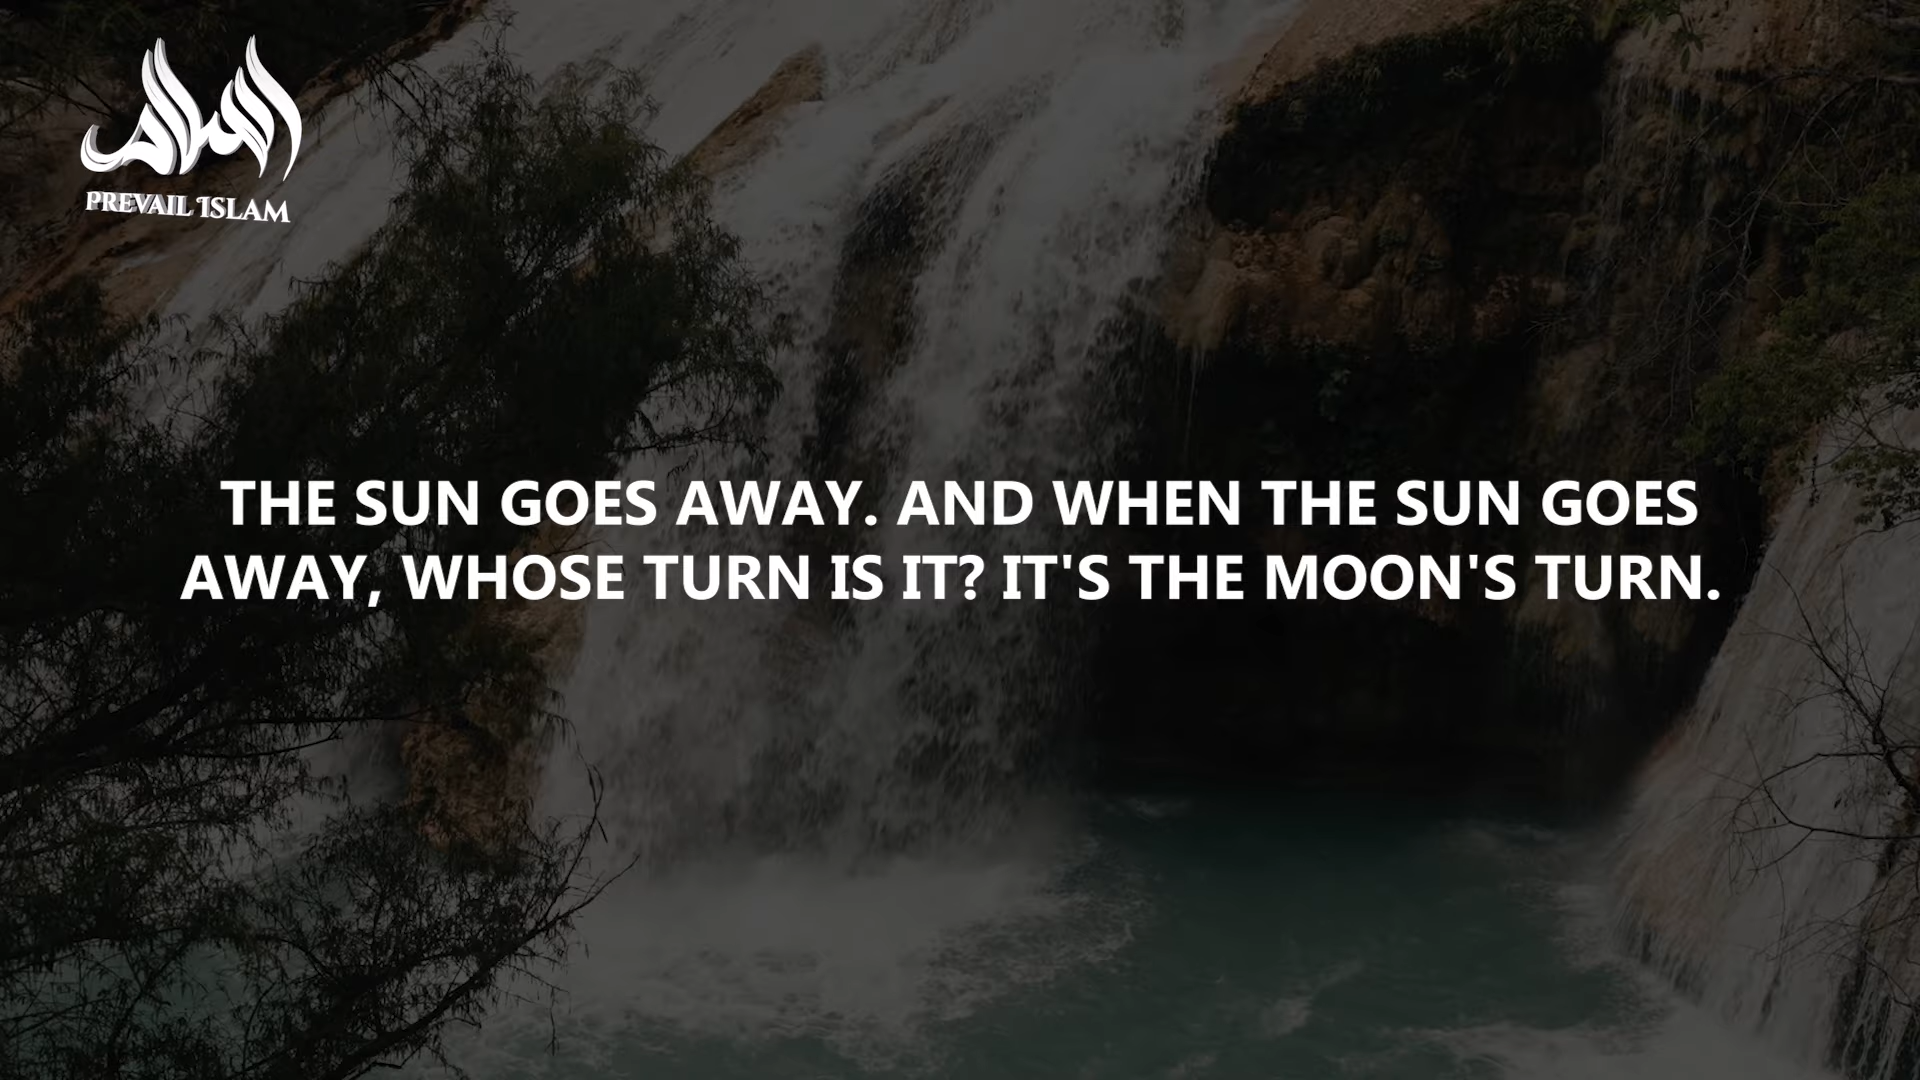 السلام
PREVAIL ISLAM
THE SUN GOES AWAY. AND WHEN THE SUN GOES
AWAY, WHOSE TURN IS IT? IT'S THE MOON'S TURN.